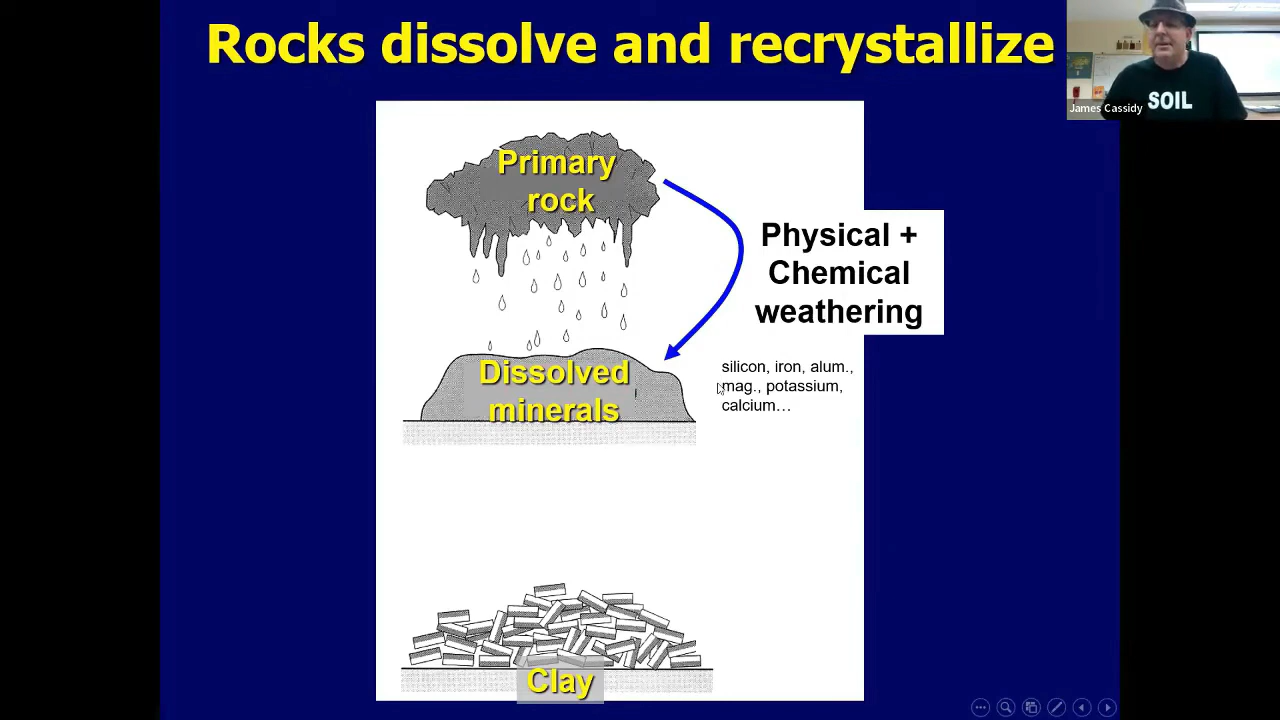 Rocks dissolve and recrystallize
SOIL
James Cassidy
Primary
rock
Physical +
Chemical
weathering
Dissolved
minerals
silicon, iron, alum.,
mag., potassium,
calcium…
Clay